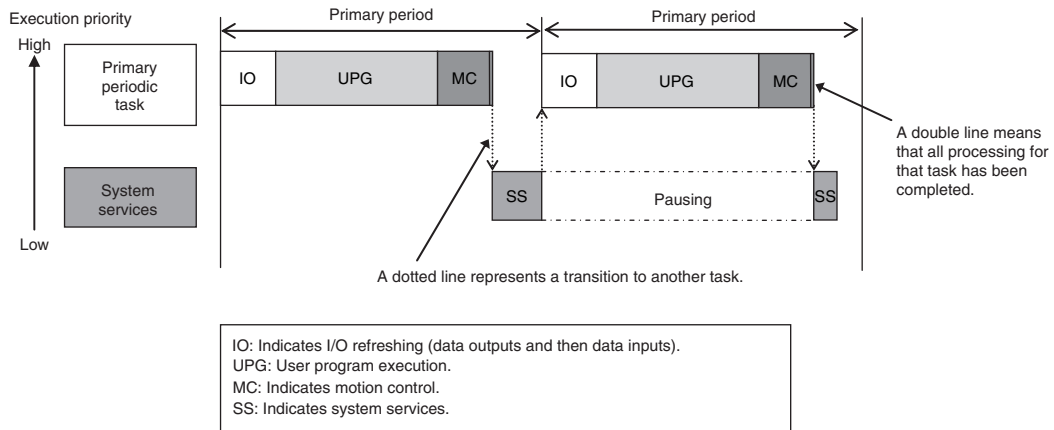 Execution priority
High
Low
Primary
periodic
task
System
services
Primary period
Primary period
IO
UPG
MC
IO
UPG
MC
SS
Pausing
SS
A double line means
that all processing for
that task has been
completed.
A dotted line represents a transition to another task.
IO: Indicates I/O refreshing (data outputs and then data inputs).
UPG: User program execution.
MC: Indicates motion control.
SS: Indicates system services.